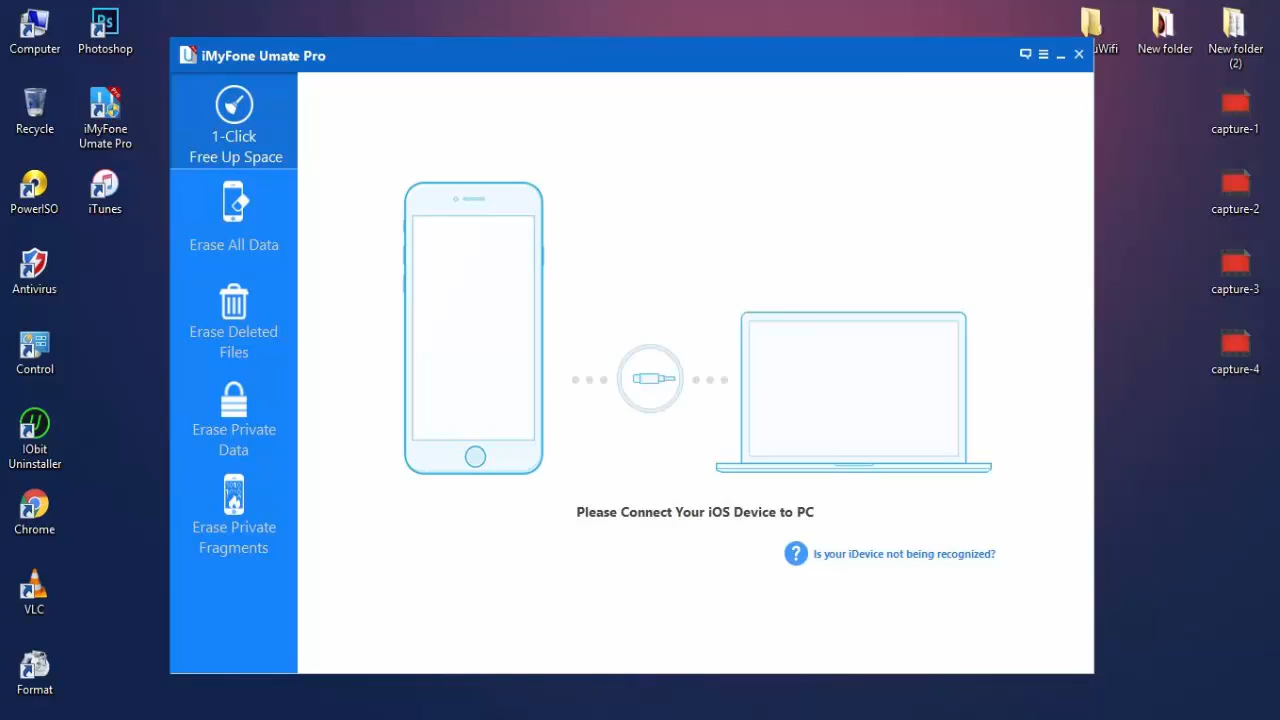 Computer
Photoshop
Recycle
iMyFone
Umate Pro
PowerISO
iTunes
Antivirus
Control
IObit
Uninstaller
Chrome
VLC
Format
iMyFone Umate Pro
1-Click
Free Up Space
Erase All Data
Erase Deleted
Files
Erase Private
Data
Erase Private
Fragments
Please Connect Your iOS Device to PC
? Is your iDevice not being recognized?
uWifi
New folder
New folder
(2)
capture-1
capture-2
capture-3
capture-4